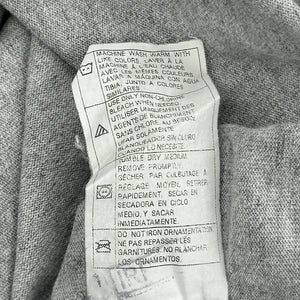 MACHINE WASH WARM WITH
LIKE COLORS. LAVER À LA
MACHINE À L'EAU CHAUDE
AVEC LES MÊMES COULEURS.
LAVAR A MÁQUINA CON AGUA
TIBIA, JUNTO A COLORES
SIMILARES
USE ONLY NON-CHLORINE
BLEACH WHEN NEEDED
UTILISER UNIQUEMENT DES
AGENTS DE BLANCHIMENT
SANS CHLORE AU BESOIN
USAR SOLAMENTE
BLANQUEADOR SIN CLORO
CUANDO LO NECESITE.
TUMBLE DRY MEDIUM
REMOVE PROMPTLY.
SÉCHER PAR CULBUTAGE À
RÉGLAGE MOYEN, RETIRER
RAPIDEMENT. SECAR EN
SECADORA EN CICLO
MEDIO, Y SACAR
INMEDIATAMENTE.
DO NOT IRON ORNAMENTATION
NE PAS REPASSER LES
GARNITURES. NO PLANCHAR
LOS ORNAMENTOS.